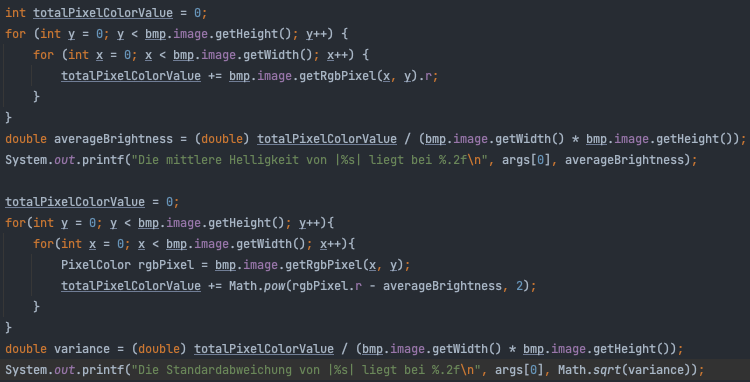 int totalPixelColorValue = 0;
for (int y = 0; y < bmp.image.getHeight(); y++) {
for (int x = 0; x < bmp.image.getWidth(); x++) {
totalPixelColorValue += bmp.image.getRgbPixel(x, y).r;
}
}
double averageBrightness = (double) totalPixelColorValue / (bmp.image.getWidth() * bmp.image.getHeight());
System.out.printf("Die mittlere Helligkeit von |%s| liegt bei %.2f\n", args[0], averageBrightness);
totalPixelColorValue = 0;
for(int y = 0; y < bmp.image.getHeight(); y++){
for(int x = 0; x < bmp.image.getWidth(); x++){
PixelColor rgbPixel = bmp.image.getRgbPixel(x, y);
totalPixelColorValue += Math.pow(rgbPixel.r - averageBrightness, 2);
}
}
double variance = (double) totalPixelColorValue / (bmp.image.getWidth() * bmp.image.getHeight());
System.out.printf("Die Standardabweichung von |%s| liegt bei %.2f\n", args[0], Math.sqrt(variance));